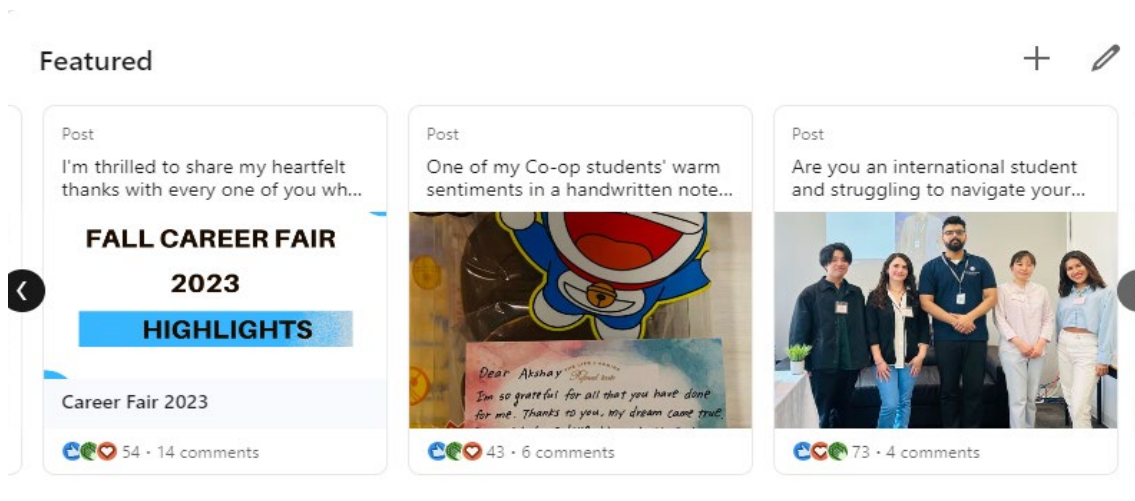 Featured
Post
I'm thrilled to share my heartfelt
thanks with every one of you wh...
FALL CAREER FAIR
2023
HIGHLIGHTS
Career Fair 2023
54 · 14 comments
Post
One of my Co-op students' warm
sentiments in a handwritten note...
Dear Akshay
I'm so grateful for all that you have done
for me. Thanks to you, my dream came true.
43 · 6 comments
Post
Are you an international student
and struggling to navigate your...
73 · 4 comments